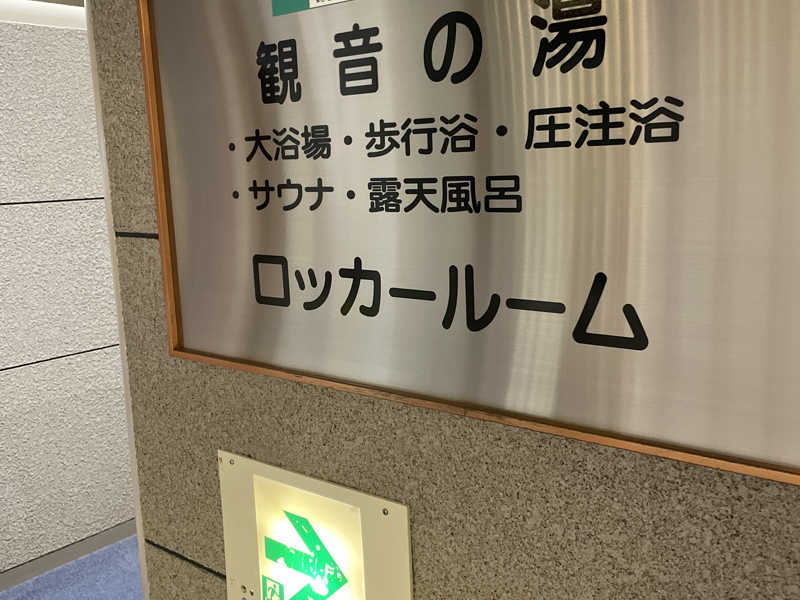 観音の湯
・大浴場・歩行浴・圧注浴
・サウナ・露天風呂
ロッカールーム